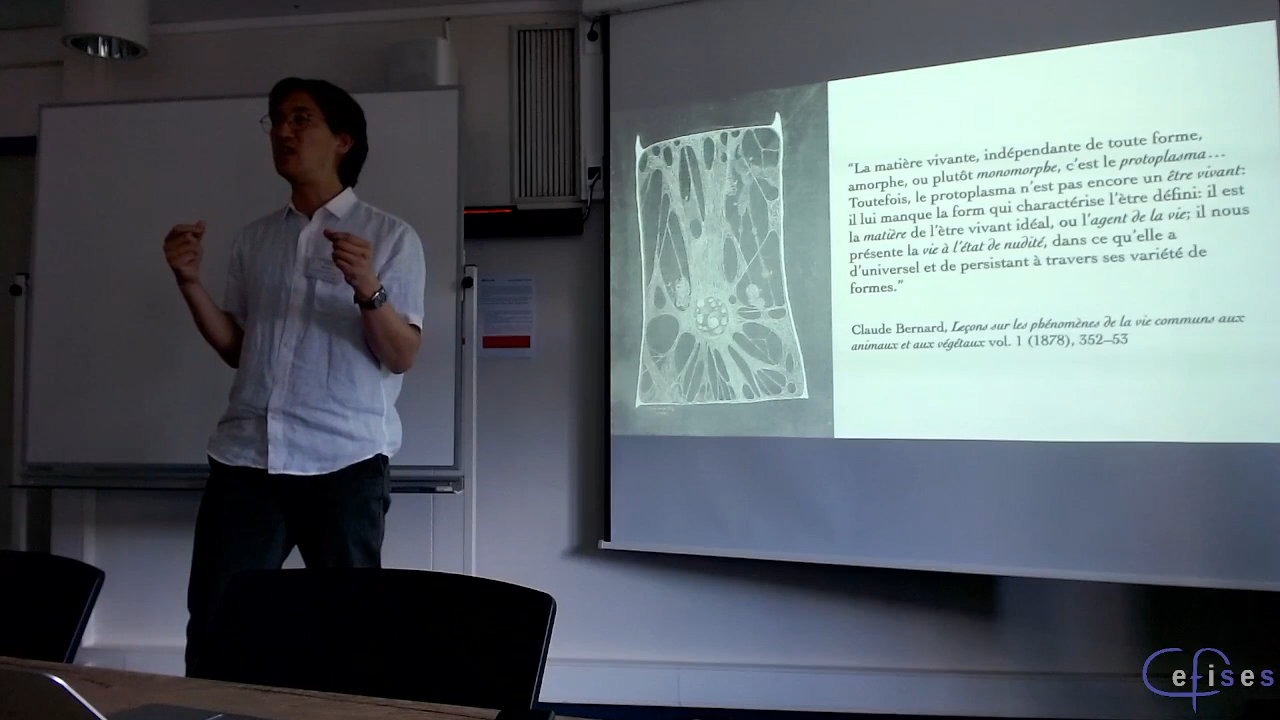 “La matière vivante, indépendante de toute forme,
amorphe, ou plutôt monomorphe, c’est le protoplasma…
Toutefois, le protoplasma n’est pas encore un être vivant:
il lui manque la form qui charactérise l’ètre défini: il est
la matière de l’ètre vivant idéal, ou l’agent de la vie; il nous
présente la vie à l’état de nudité, dans ce qu’elle a
d’universel et de persistant à travers ses variété de
formes.”
Claude Bernard, Leçons sur les phénomènes de la vie communs aux
animaux et aux végétaux vol. 1 (1878), 352–53
Cefises